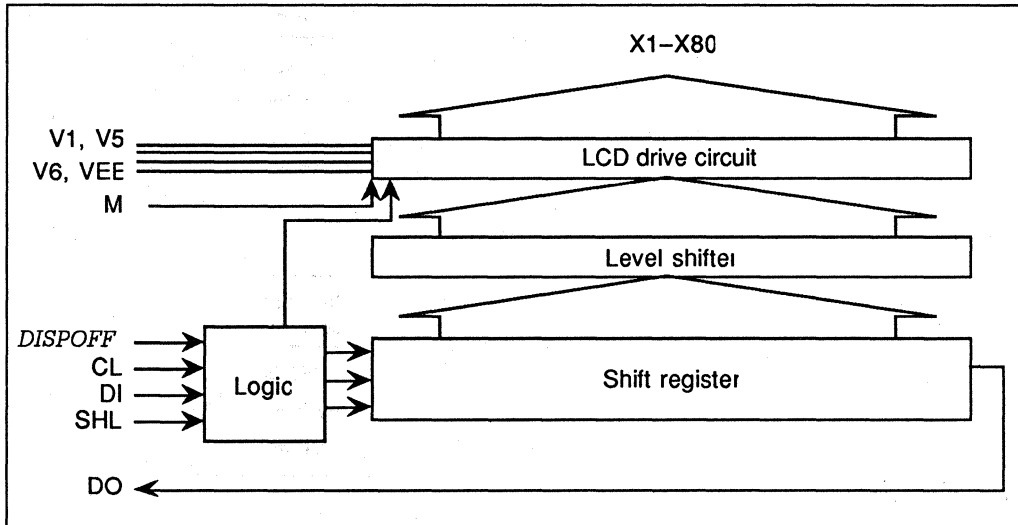 X1–X80
V1, V5
LCD drive circuit
V6, VEE
M
Level shifter
DISPOFF
CL
Logic
Shift register
DI
SHL
DO